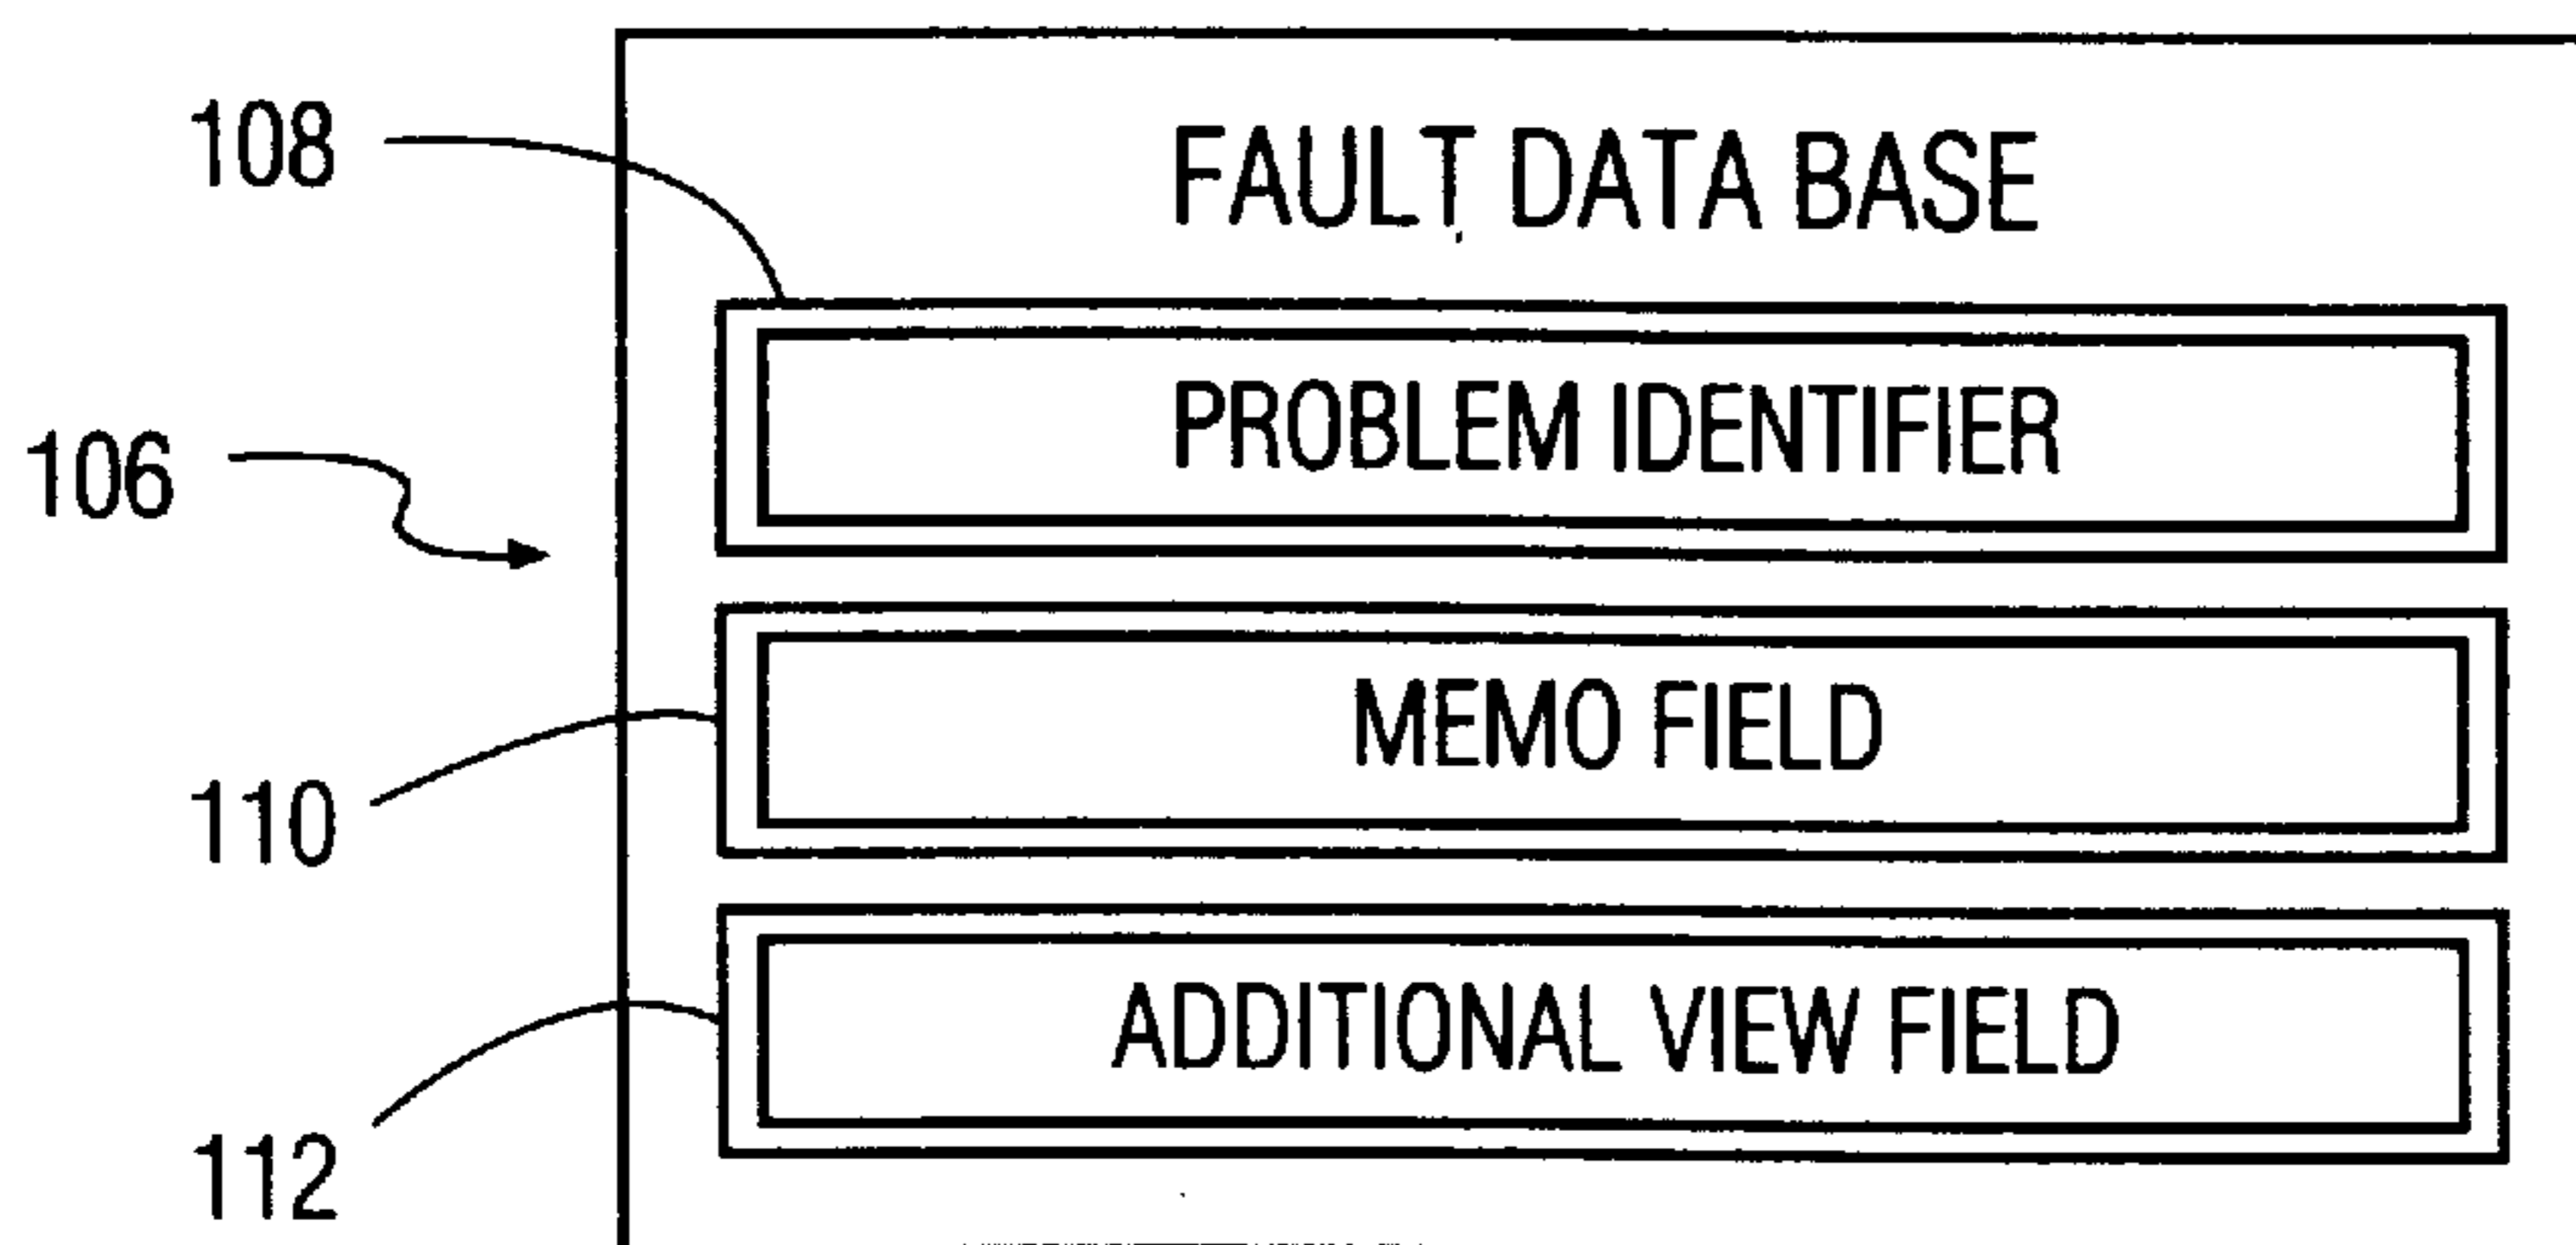 108
FAULT DATA BASE
PROBLEM IDENTIFIER
106
MEMO FIELD
110
ADDITIONAL VIEW FIELD
112